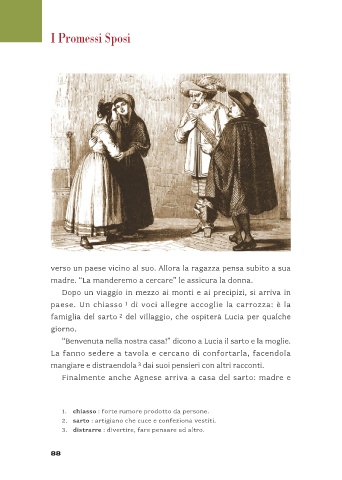 I Promessi Sposi
verso un paese vicino al suo. Allora la ragazza pensa subito a sua
madre. “La manderemo a cercare” le assicura la donna.
Dopo un viaggio in mezzo ai monti e ai precipizi, si arriva in
paese. Un chiasso 1 di voci allegre accoglie la carrozza: è la
famiglia del sarto 2 del villaggio, che ospiterà Lucia per qualche
giorno.
“Benvenuta nella nostra casa!” dicono a Lucia il sarto e la moglie.
La fanno sedere a tavola e cercano di confortarla, facendola
mangiare e distraendola 3 dai suoi pensieri con altri racconti.
Finalmente anche Agnese arriva a casa del sarto: madre e
1. chiasso : forte rumore prodotto da persone.
2. sarto : artigiano che cuce e confeziona vestiti.
3. distrarre : divertire, fare pensare ad altro.
88